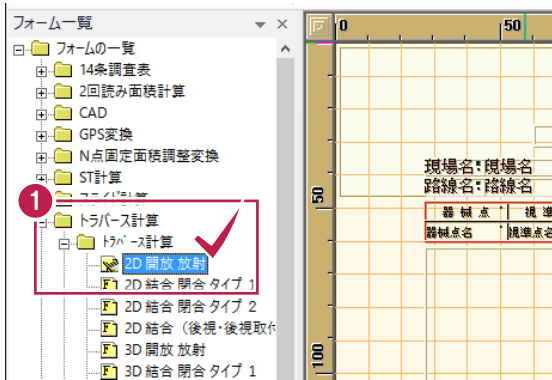 フォーム一覧
フォームの一覧
14条調査表
2回読み面積計算
CAD
GPS変換
N点固定面積調整変換
ST計算
トラバース計算
トラバース計算
2D 開放 放射
2D 結合 閉合 タイプ 1
2D 結合 閉合 タイプ 2
2D 結合（後視・後視取付
3D 開放 放射
3D 結合 閉合 タイプ 1
1
0
50
50
100
現場名:現場名
路線名:路線名
器 械 点 視 準
器械点名 視準点名